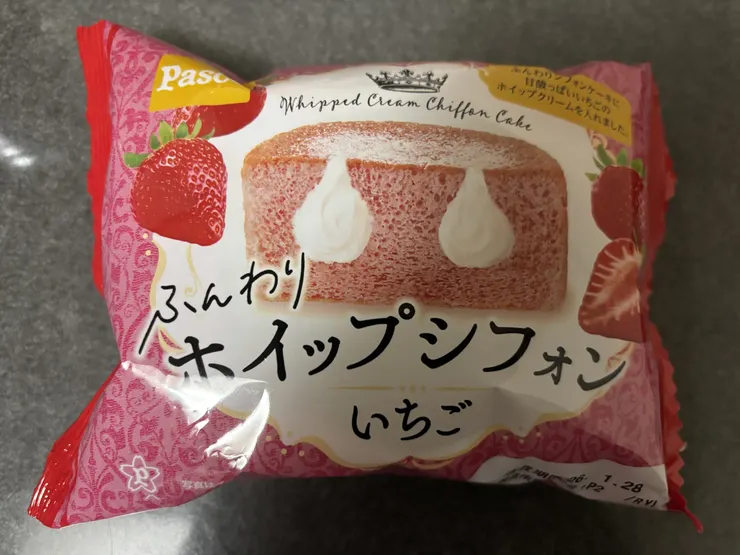 Pasco
Whipped Cream Chiffon Cake
ふんわりシフォンケーキに
甘酸っぱいいちごの
ホイップクリームを入れました。
ふんわり
ホイップシフォン
いちご
1.28